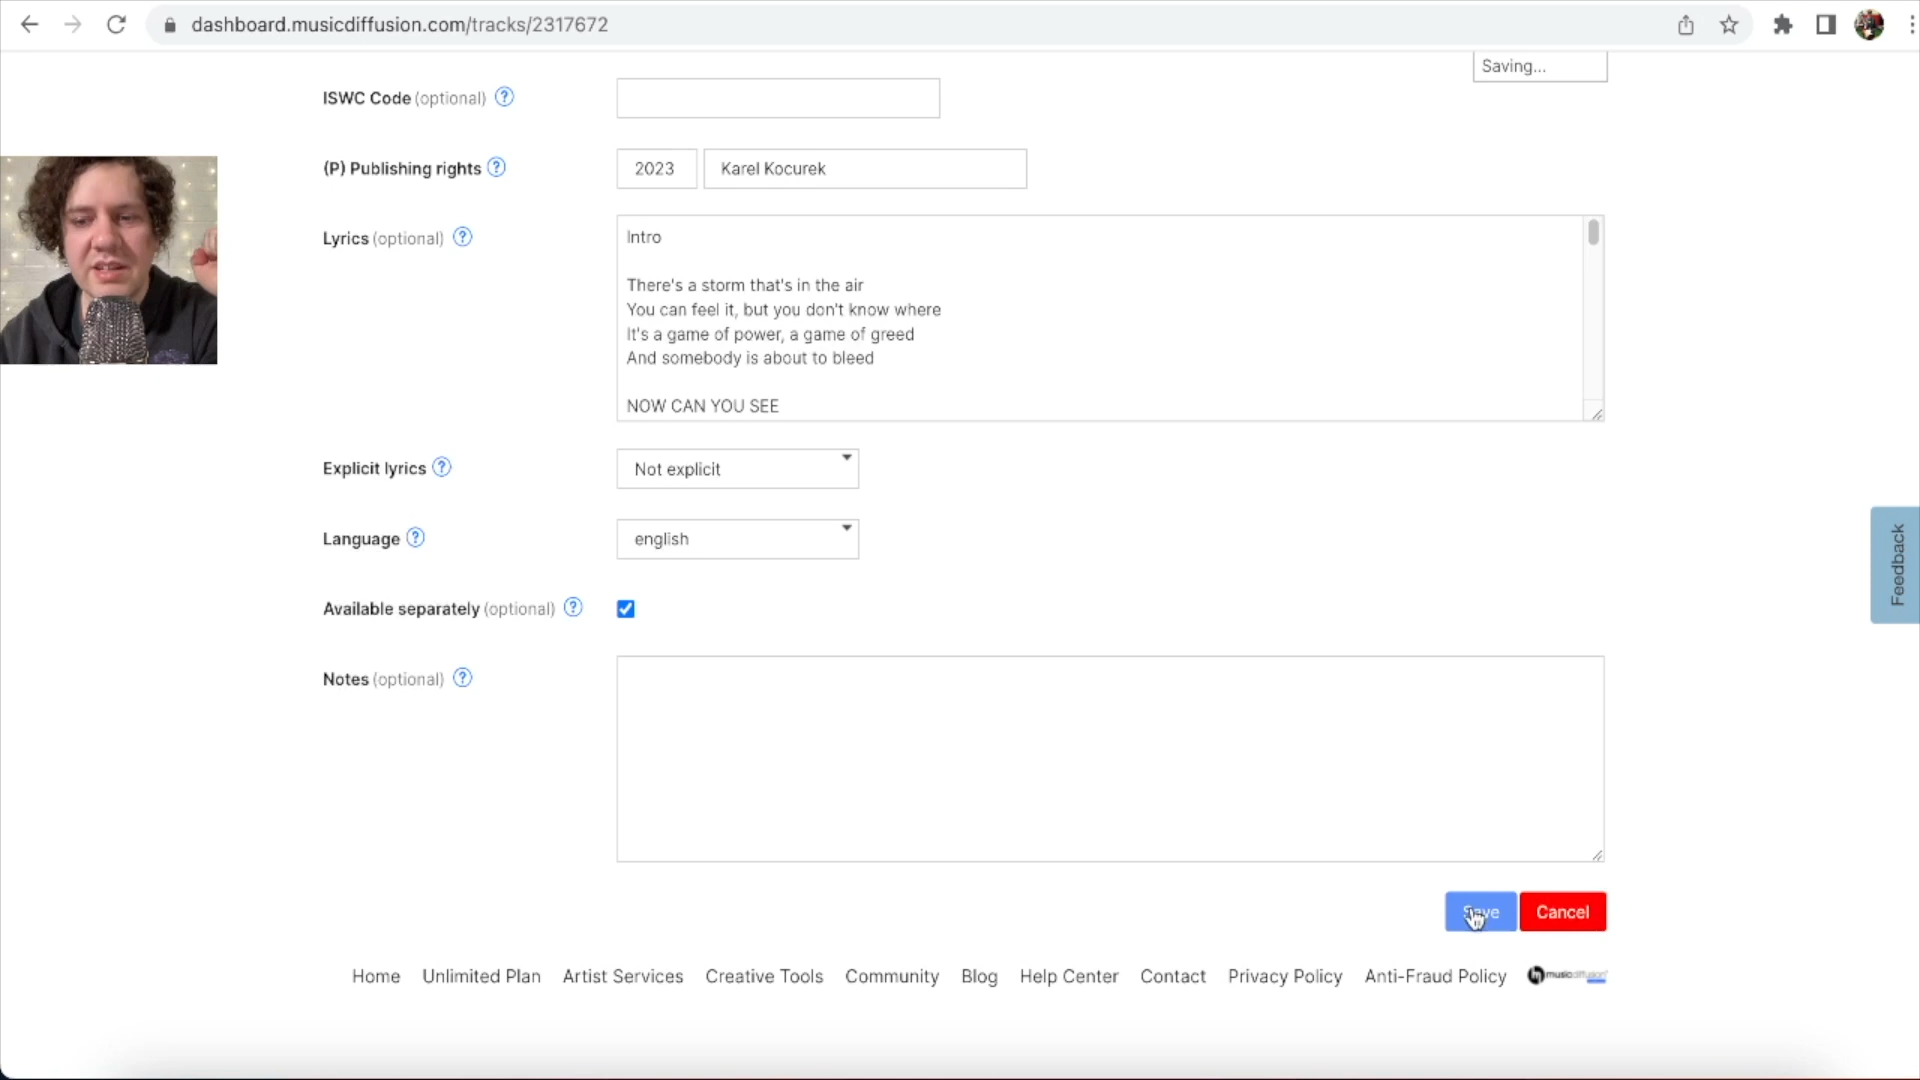 dashboard.musicdiffusion.com/tracks/2317672
Saving...
ISWC Code (optional) ?
(P) Publishing rights ? 2023 Karel Kocurek
Lyrics (optional) ?
Intro
There's a storm that's in the air
You can feel it, but you don't know where
It's a game of power, a game of greed
And somebody is about to bleed
NOW CAN YOU SEE
Explicit lyrics ? Not explicit
Language ? english
Available separately (optional) ?
Notes (optional) ?
Feedback
Save Cancel
Home Unlimited Plan Artist Services Creative Tools Community Blog Help Center Contact Privacy Policy Anti-Fraud Policy musicdiffusion